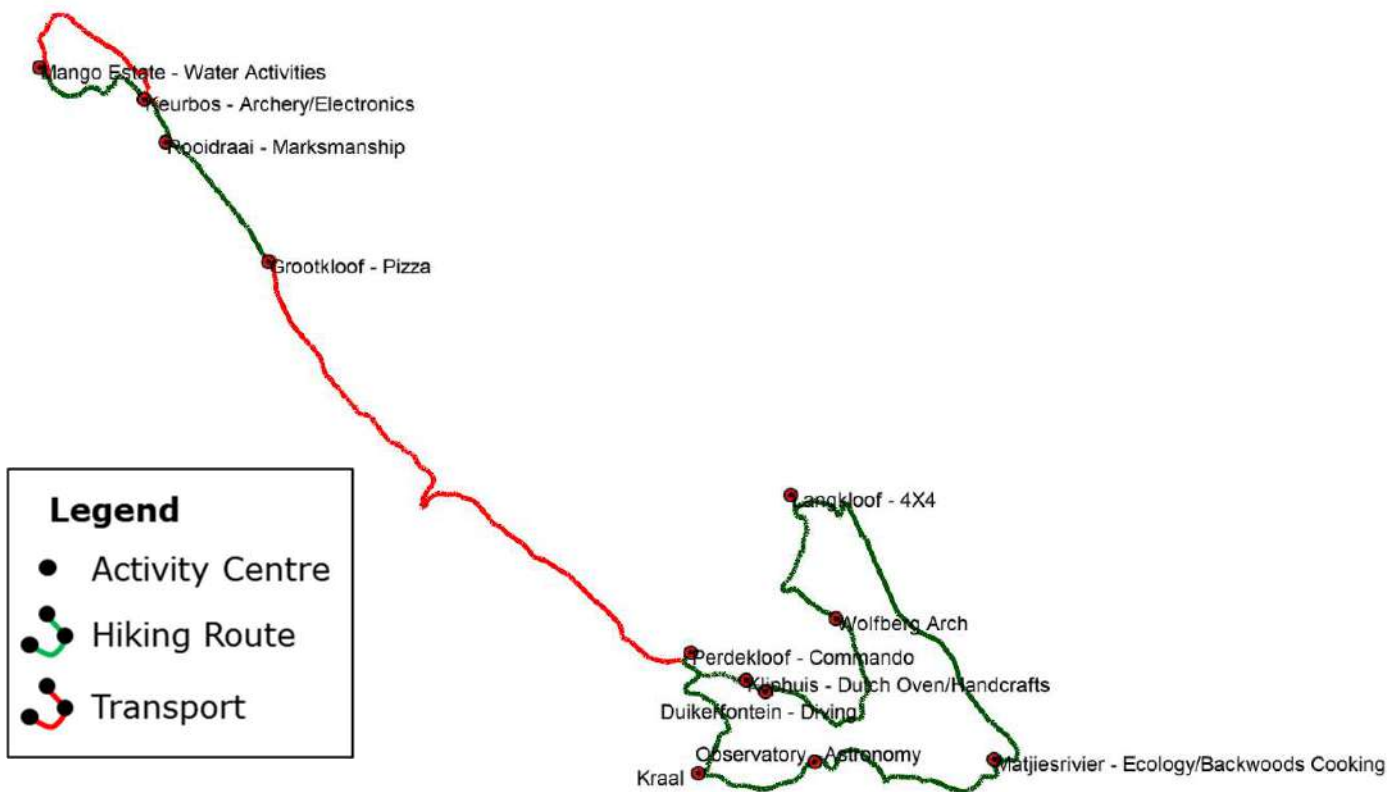 Mango Estate - Water Activities
Keurbos - Archery/Electronics
Rooidraai - Marksmanship
Grootkloof - Pizza
Langkloof - 4X4
Wolfberg Arch
Perdekloof - Commando
Kliphuis - Dutch Oven/Handcrafts
Duikerfontein - Diving
Observatory - Astronomy
Kraal
Matjiesrivier - Ecology/Backwoods Cooking
Legend
Activity Centre
Hiking Route
Transport